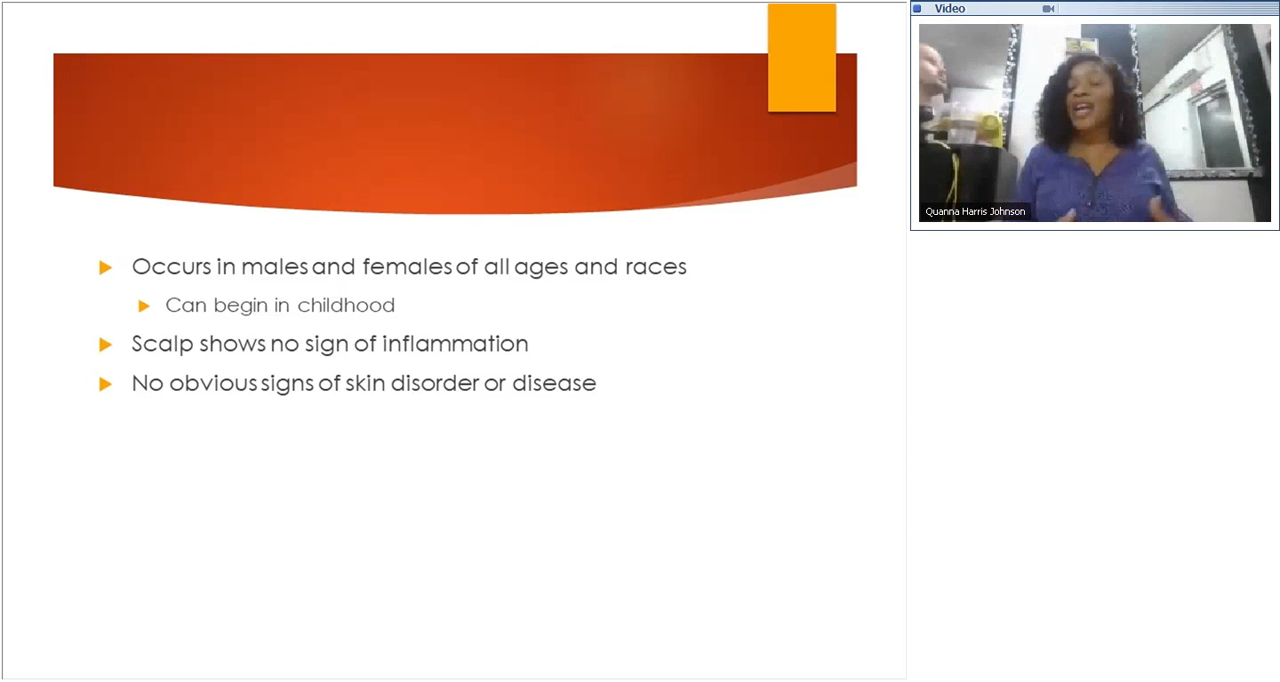 Occurs in males and females of all ages and races
Can begin in childhood
Scalp shows no sign of inflammation
No obvious signs of skin disorder or disease
Video
Quanna Harris Johnson